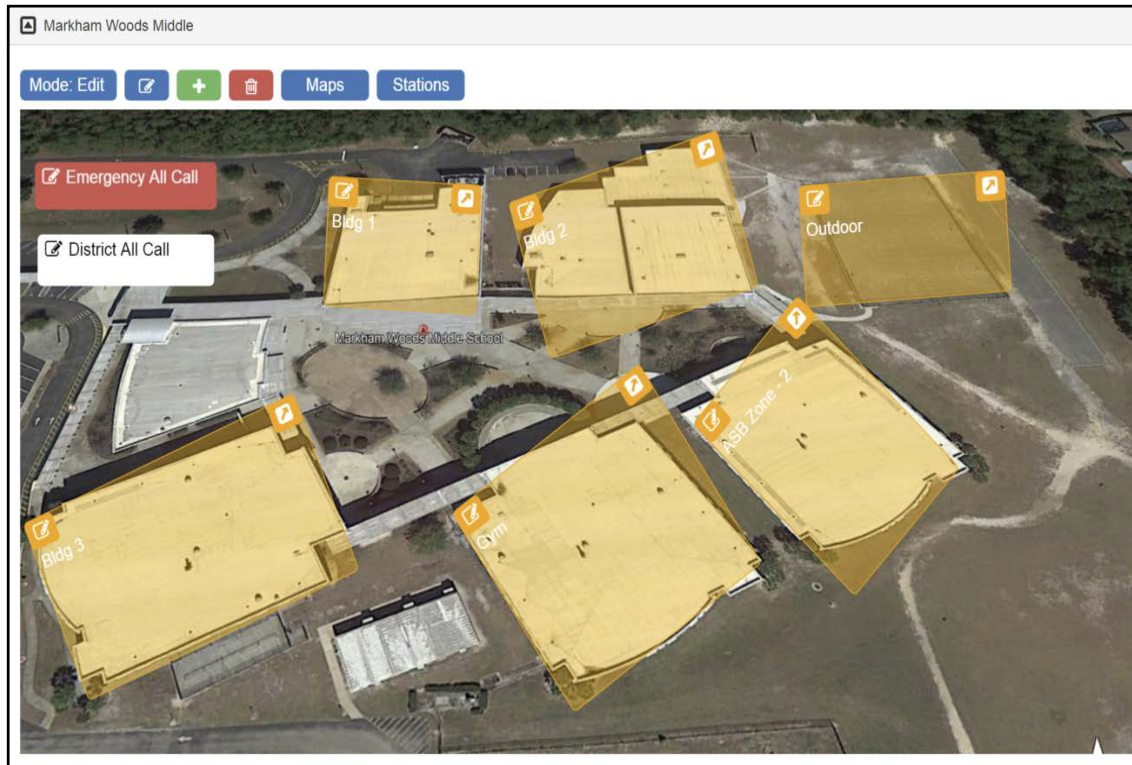 Markham Woods Middle
Mode: Edit
Maps
Stations
Emergency All Call
District All Call
Bldg 1
Bldg 2
Outdoor
Markham Woods Middle School
ASB Zone - 2
Bldg 3
Gym